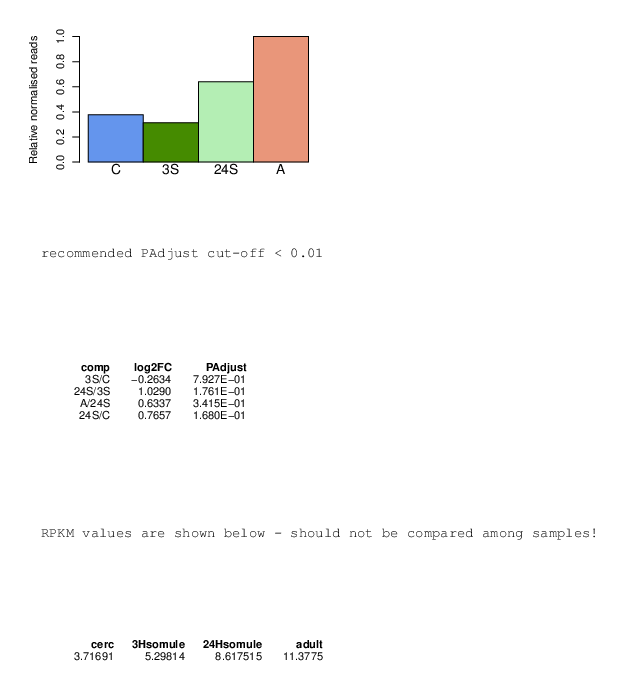 Relative normalised reads
1.0
0.8
0.6
0.4
0.2
0.0
C 3S 24S A
recommended PAdjust cut-off < 0.01
comp log2FC PAdjust
3S/C −0.2634 7.927E−01
24S/3S 1.0290 1.761E−01
A/24S 0.6337 3.415E−01
24S/C 0.7657 1.680E−01
RPKM values are shown below - should not be compared among samples!
cerc 3Hsomule 24Hsomule adult
3.71691 5.29814 8.617515 11.3775